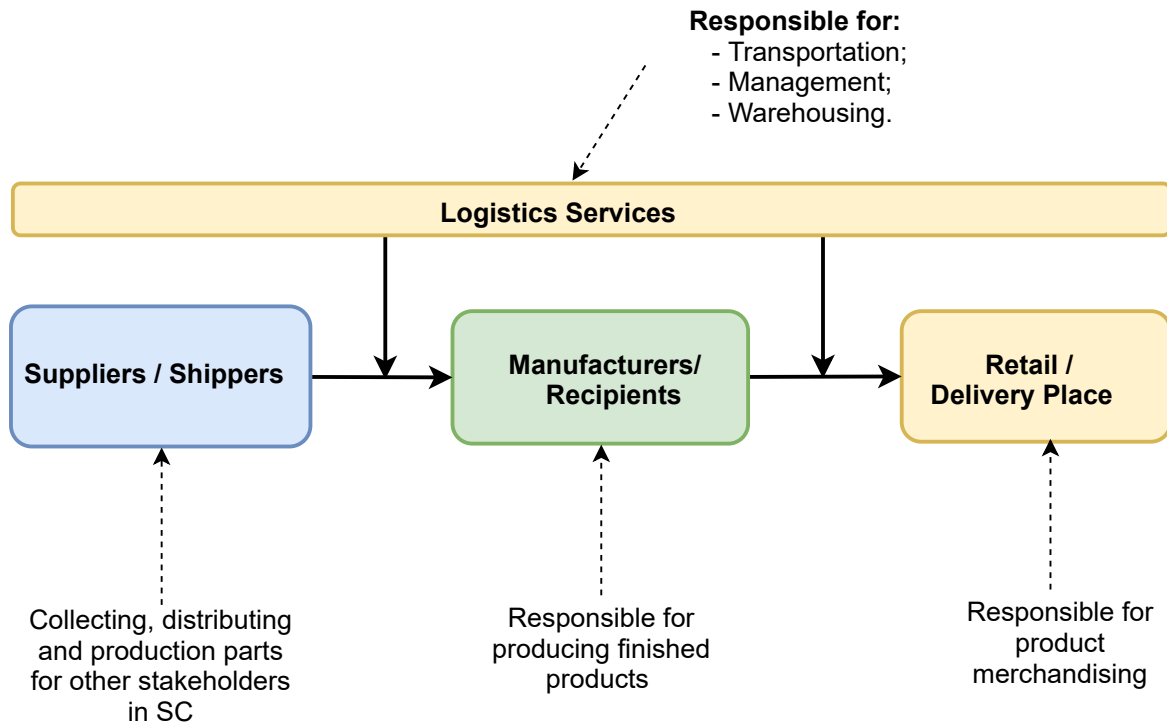 Responsible for:
- Transportation;
- Management;
- Warehousing.
Logistics Services
Suppliers / Shippers
Manufacturers/
Recipients
Retail /
Delivery Place
Collecting, distributing
and production parts
for other stakeholders
in SC
Responsible for
producing finished
products
Responsible for
product
merchandising